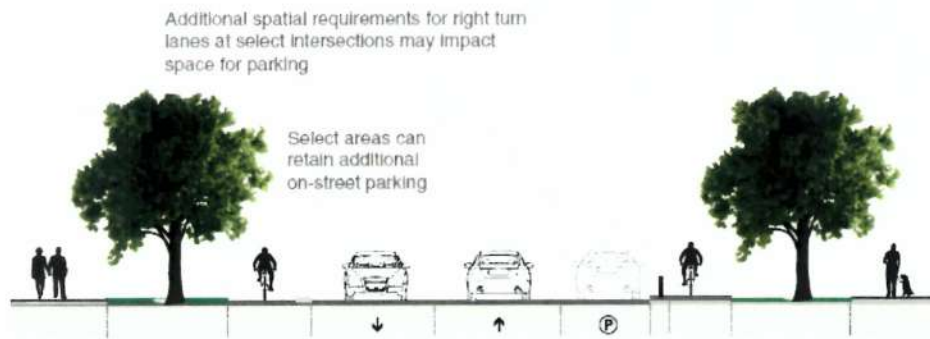 Additional spatial requirements for right turn
lanes at select intersections may impact
space for parking
Select areas can
retain additional
on-street parking
P